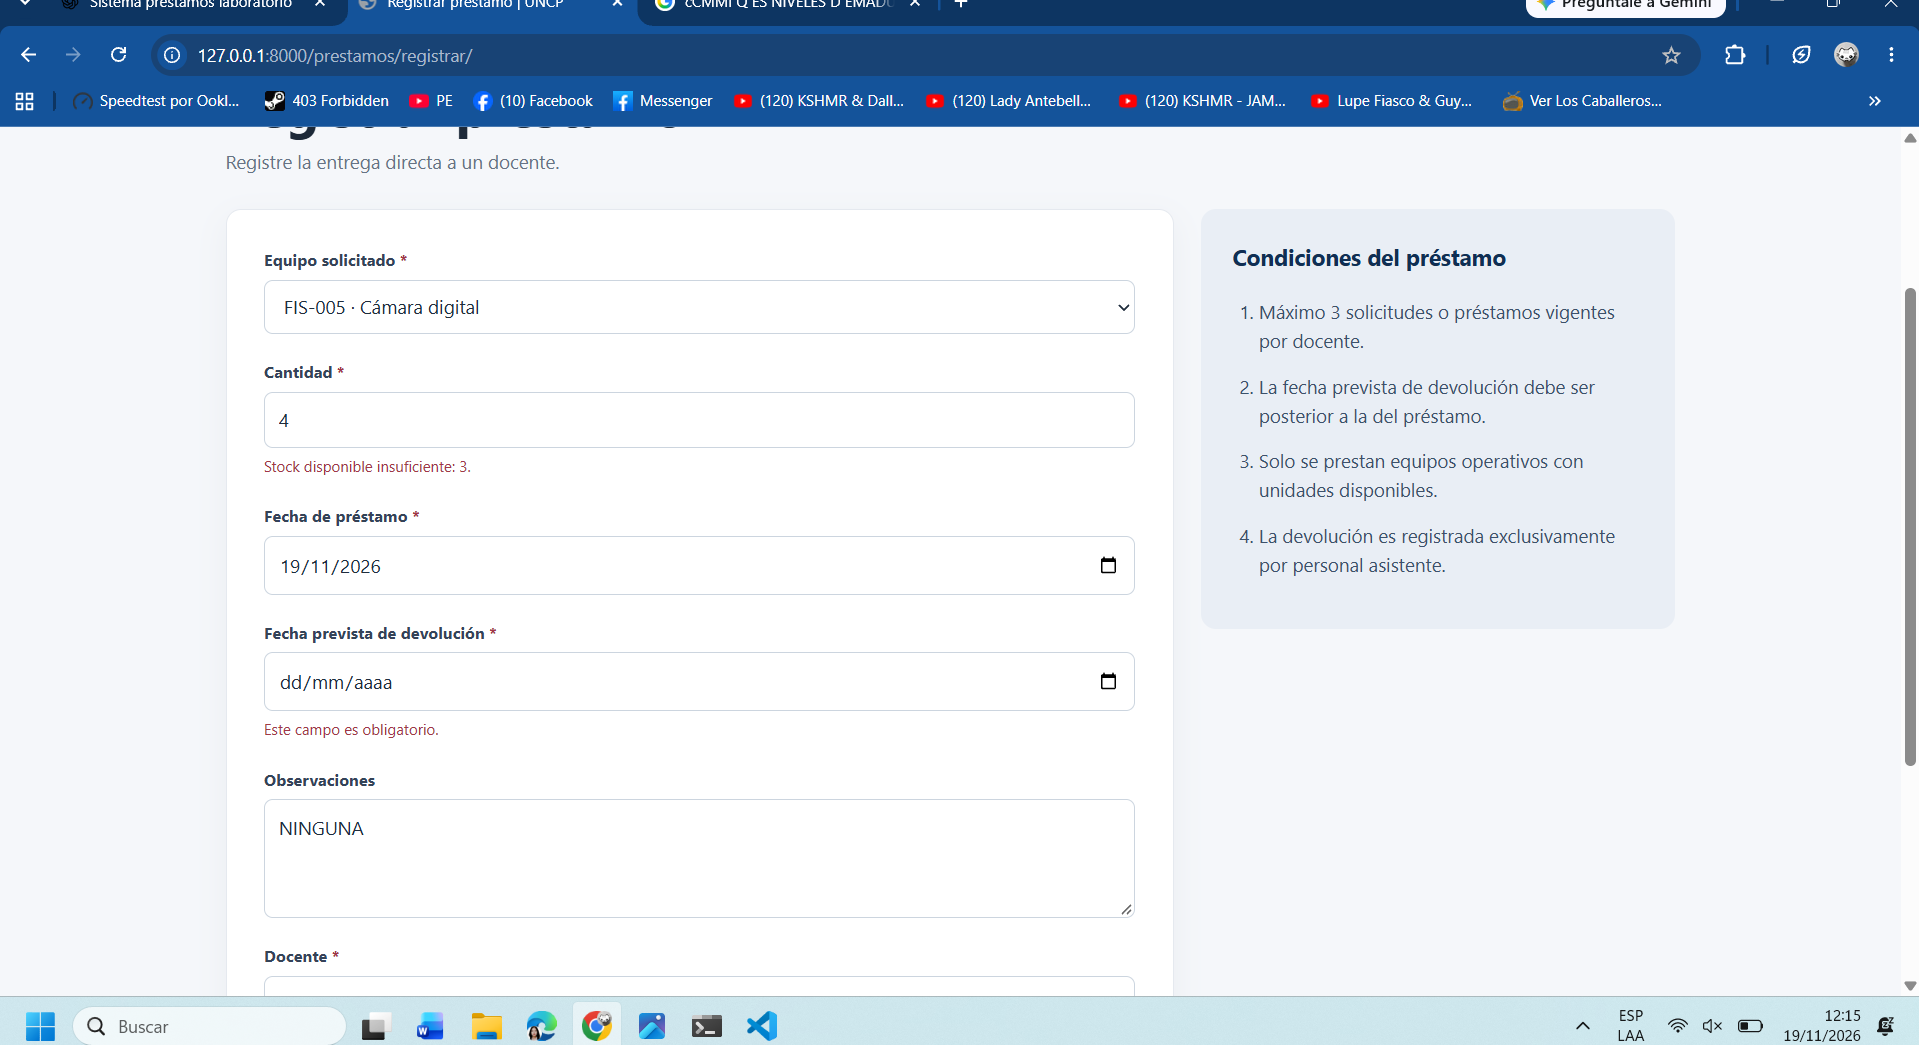 Sistema préstamos laboratorio
Registrar préstamo | UNCP
Pregúntale a Gemini
127.0.0.1:8000/prestamos/registrar/
Speedtest por Ookl...
403 Forbidden
PE
(10) Facebook
Messenger
(120) KSHMR & Dall...
(120) Lady Antebell...
(120) KSHMR - JAM...
Lupe Fiasco & Guy...
Ver Los Caballeros...
Registre la entrega directa a un docente.
Equipo solicitado *
FIS-005 · Cámara digital
Cantidad *
4
Stock disponible insuficiente: 3.
Fecha de préstamo *
19/11/2026
Fecha prevista de devolución *
dd/mm/aaaa
Este campo es obligatorio.
Observaciones
NINGUNA
Docente *
Condiciones del préstamo
1. Máximo 3 solicitudes o préstamos vigentes
por docente.
2. La fecha prevista de devolución debe ser
posterior a la del préstamo.
3. Solo se prestan equipos operativos con
unidades disponibles.
4. La devolución es registrada exclusivamente
por personal asistente.
Buscar
ESP
LAA
12:15
19/11/2026